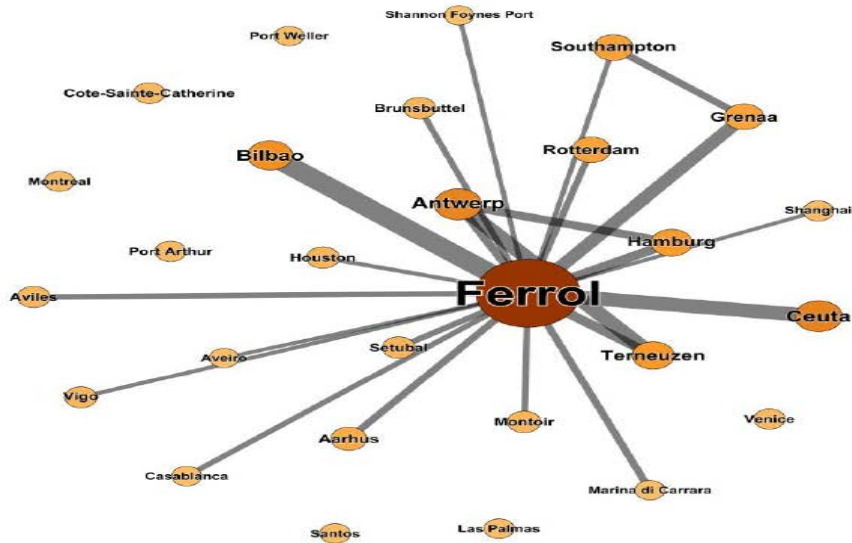 Shannon Foynes Port
Port Weller
Southampton
Cote-Sainte-Catherine
Brunsbuttel
Grenaa
Bilbao
Rotterdam
Montreal
Antwerp
Shanghai
Hamburg
Port Arthur
Houston
Aviles
Ferrol
Ceuta
Setubal
Aveiro
Terneuzen
Vigo
Venice
Montoir
Aarhus
Casablanca
Marina di Carrara
Santos
Las Palmas